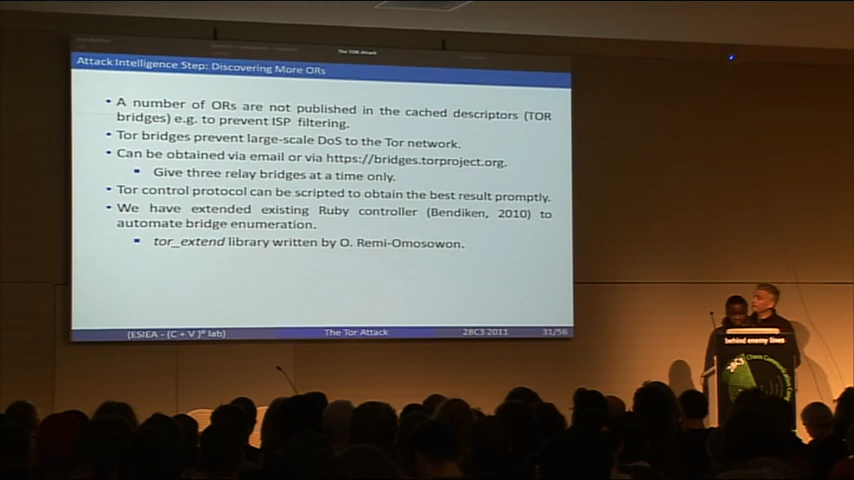 The TOR Attack
Attack Intelligence Step: Discovering More ORs
• A number of ORs are not published in the cached descriptors (TOR
bridges) e.g. to prevent ISP filtering.
• Tor bridges prevent large-scale DoS to the Tor network.
• Can be obtained via email or via https://bridges.torproject.org.
▪ Give three relay bridges at a time only.
• Tor control protocol can be scripted to obtain the best result promptly.
• We have extended existing Ruby controller (Bendiken, 2010) to
automate bridge enumeration.
▪ tor_extend library written by O. Remi-Omosowon.
(ESIEA – (C + V)º lab) The Tor Attack 28C3 2011 31/56
behind enemy lines